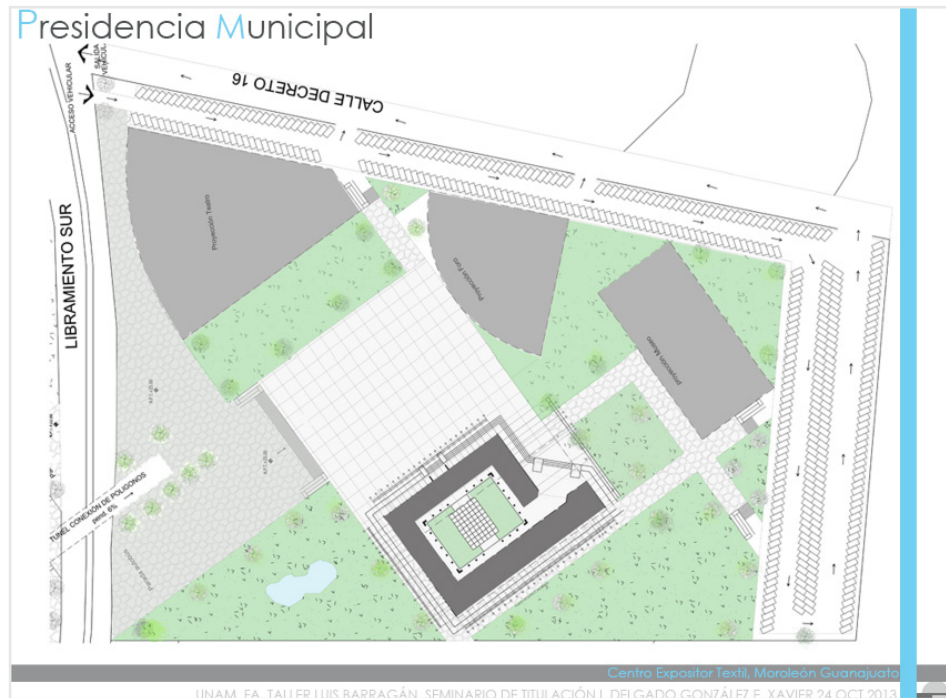 Presidencia Municipal
SALIDA VEHICULAR
ACCESO VEHICULAR
CALLE DECRETO 16
LIBRAMIENTO SUR
Proyección Teatro
Proyección Foro
proyección Museo
TUNEL CONEXIÓN DE POLIGONOS
pend. 6%
Centro Expositor Textil, Moroleón Guanajuato
UNAM, FA, TALLER LUIS BARRAGÁN, SEMINARIO DE TITULACIÓN I, DELGADO GONZÁLEZ F. XAVIER 24 OCT 2013